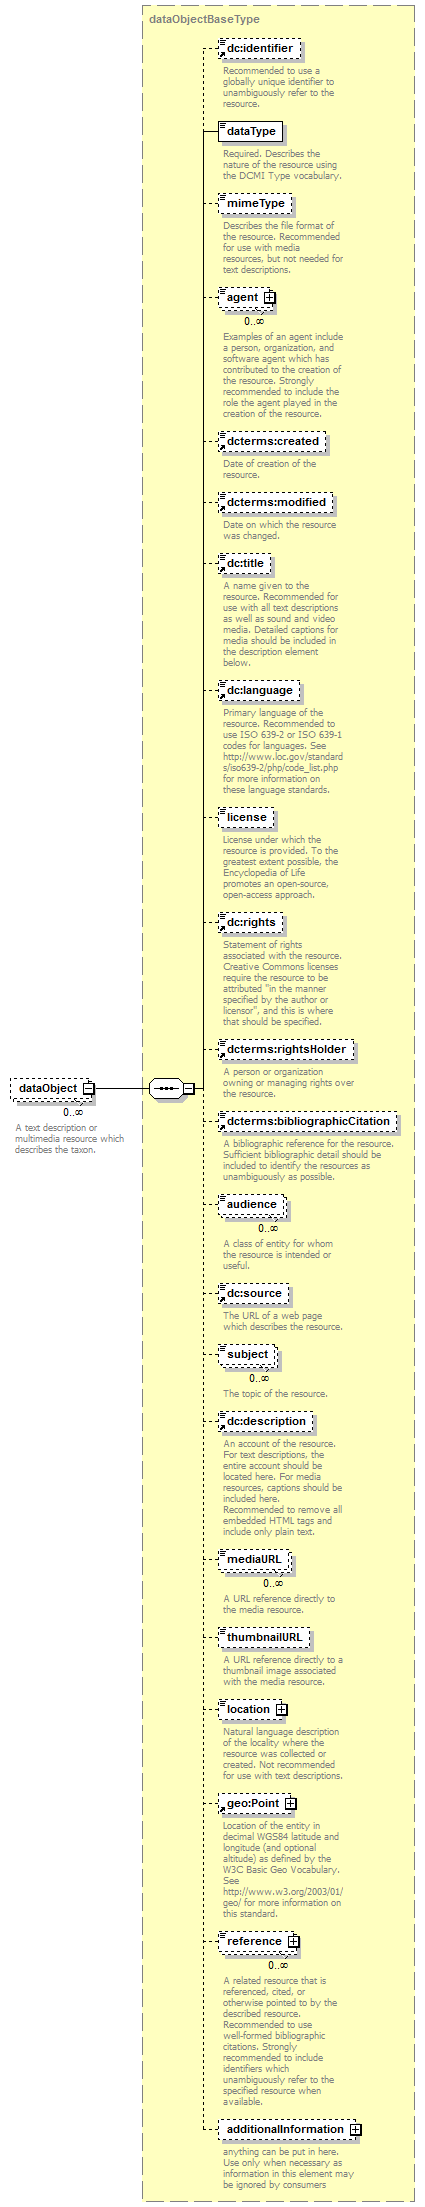 dataObjectBaseType
dc:identifier
Recommended to use a
globally unique identifier to
unambiguously refer to the
resource.
dataType
Required. Describes the
nature of the resource using
the DCMI Type vocabulary.
mimeType
Describes the file format of
the resource. Recommended
for use with media
resources, but not needed for
text descriptions.
agent
0..∞
Examples of an agent include
a person, organization, and
software agent which has
contributed to the creation of
the resource. Strongly
recommended to include the
role the agent played in the
creation of the resource.
dcterms:created
Date of creation of the
resource.
dcterms:modified
Date on which the resource
was changed.
dc:title
A name given to the
resource. Recommended for
use with all text descriptions
as well as sound and video
media. Detailed captions for
media should be included in
the description element
below.
dc:language
Primary language of the
resource. Recommended to
use ISO 639-2 or ISO 639-1
codes for languages. See
http://www.loc.gov/standard
s/iso639-2/php/code_list.php
for more information on
these language standards.
license
License under which the
resource is provided. To the
greatest extent possible, the
Encyclopedia of Life
promotes an open-source,
open-access approach.
dc:rights
Statement of rights
associated with the resource.
Creative Commons licenses
require the resource to be
attributed "in the manner
specified by the author or
licensor", and this is where
that should be specified.
dcterms:rightsHolder
A person or organization
owning or managing rights over
the resource.
dataObject
0..∞
A text description or
multimedia resource which
describes the taxon.
dcterms:bibliographicCitation
A bibliographic reference for the resource.
Sufficient bibliographic detail should be
included to identify the resources as
unambiguously as possible.
audience
0..∞
A class of entity for whom
the resource is intended or
useful.
dc:source
The URL of a web page
which describes the resource.
subject
0..∞
The topic of the resource.
dc:description
An account of the resource.
For text descriptions, the
entire account should be
located here. For media
resources, captions should be
included here.
Recommended to remove all
embedded HTML tags and
include only plain text.
mediaURL
0..∞
A URL reference directly to
the media resource.
thumbnailURL
A URL reference directly to a
thumbnail image associated
with the media resource.
location
Natural language description
of the locality where the
resource was collected or
created. Not recommended
for use with text descriptions.
geo:Point
Location of the entity in
decimal WGS84 latitude and
longitude (and optional
altitude) as defined by the
W3C Basic Geo Vocabulary.
See
http://www.w3.org/2003/01/
geo/ for more information on
this standard.
reference
0..∞
A related resource that is
referenced, cited, or
otherwise pointed to by the
described resource.
Recommended to use
well-formed bibliographic
citations. Strongly
recommended to include
identifiers which
unambiguously refer to the
specified resource when
available.
additionalInformation
anything can be put in here.
Use only when necessary as
information in this element may
be ignored by consumers